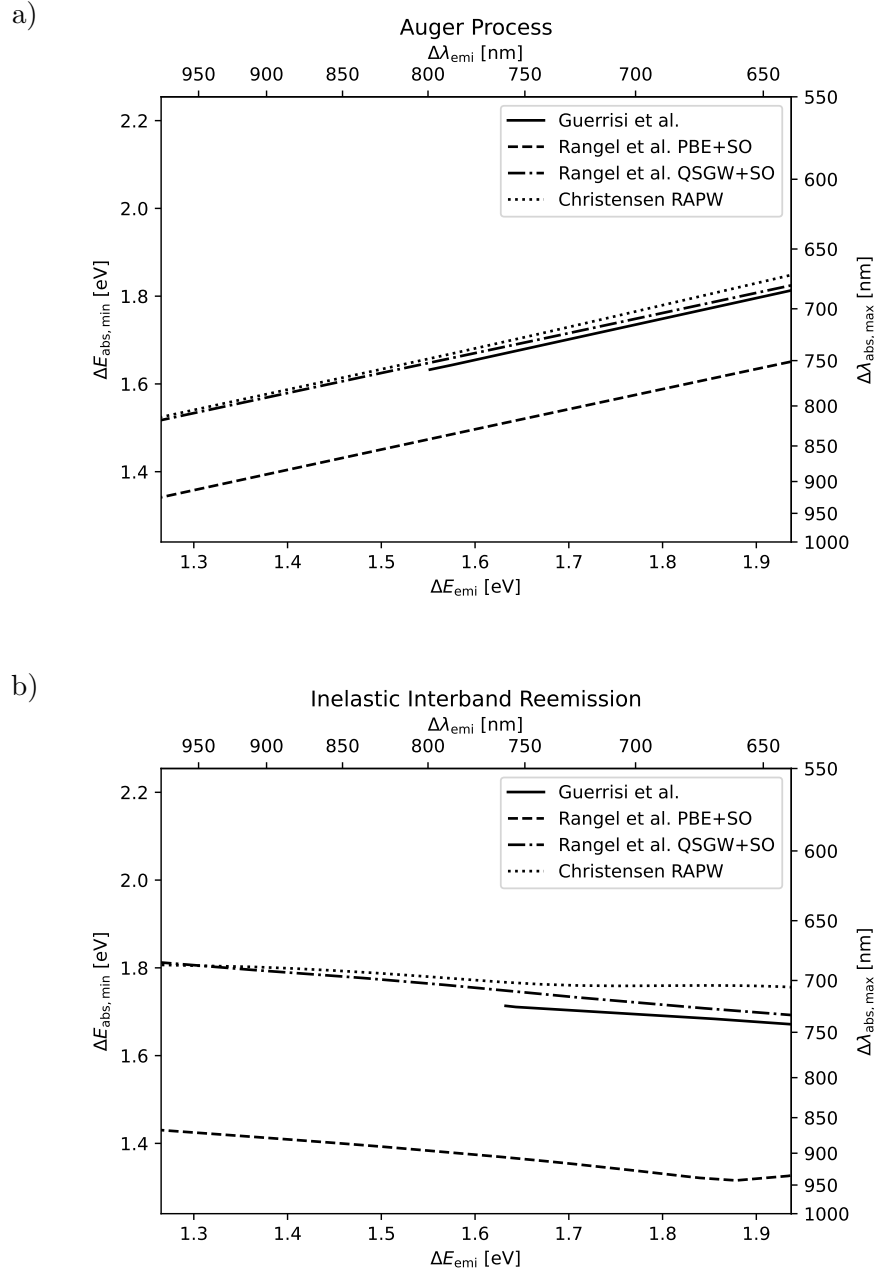 a)
Auger Process
Δλemi [nm]
950 900 850 800 750 700 650
2.2
2.0
1.8
1.6
1.4
ΔEabs, min [eV]
Guerrisi et al.
Rangel et al. PBE+SO
Rangel et al. QSGW+SO
Christensen RAPW
550
600
650
700
750
800
850
900
950
1000
Δλabs, max [nm]
1.3 1.4 1.5 1.6 1.7 1.8 1.9
ΔEemi [eV]
b)
Inelastic Interband Reemission
Δλemi [nm]
950 900 850 800 750 700 650
2.2
2.0
1.8
1.6
1.4
ΔEabs, min [eV]
Guerrisi et al.
Rangel et al. PBE+SO
Rangel et al. QSGW+SO
Christensen RAPW
550
600
650
700
750
800
850
900
950
1000
Δλabs, max [nm]
1.3 1.4 1.5 1.6 1.7 1.8 1.9
ΔEemi [eV]